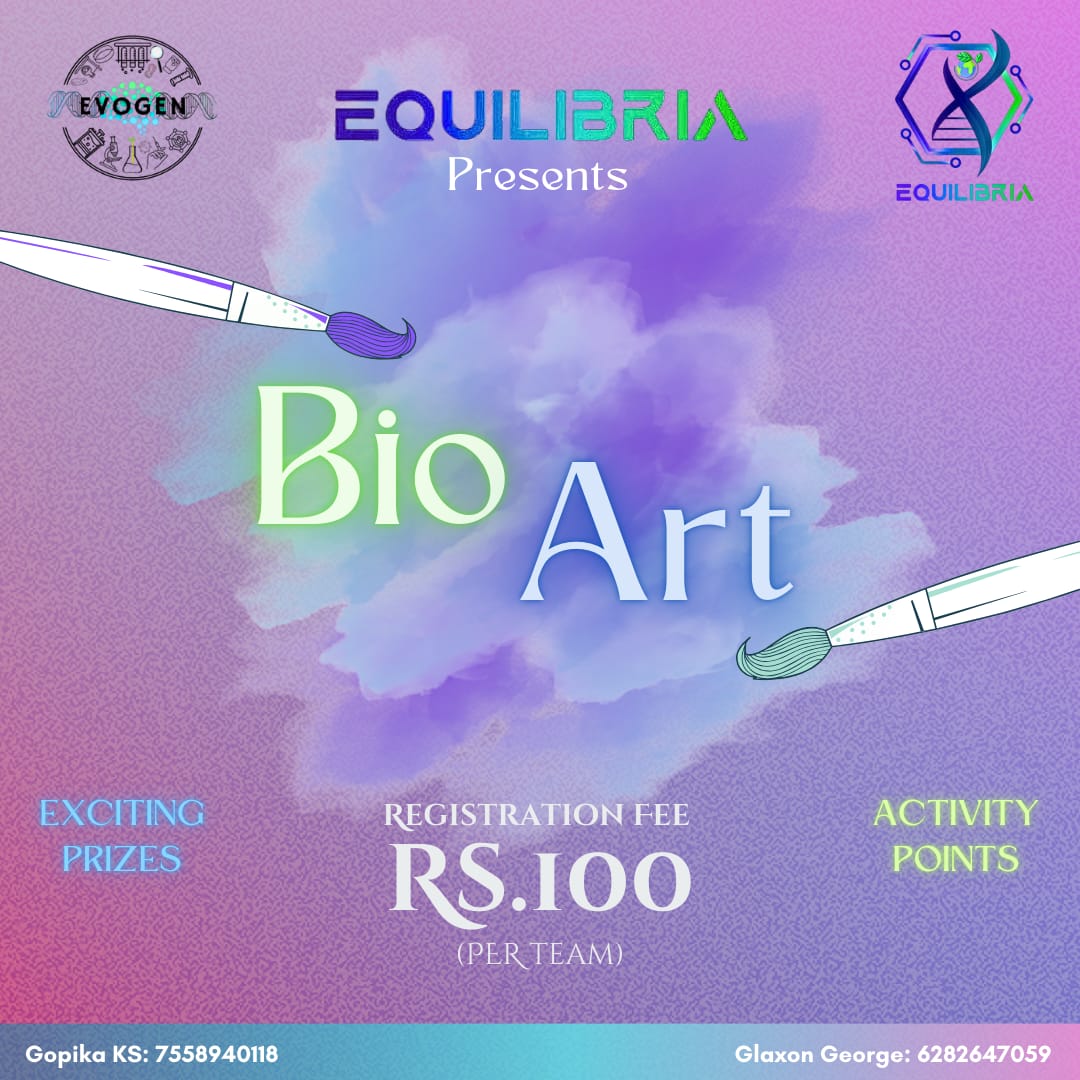 EVOGEN
EQUILIBRIA
Presents
EQUILIBRIA
Bio
Art
EXCITING
PRIZES
REGISTRATION FEE
RS.100
(PER TEAM)
ACTIVITY
POINTS
Gopika KS: 7558940118
Glaxon George: 6282647059